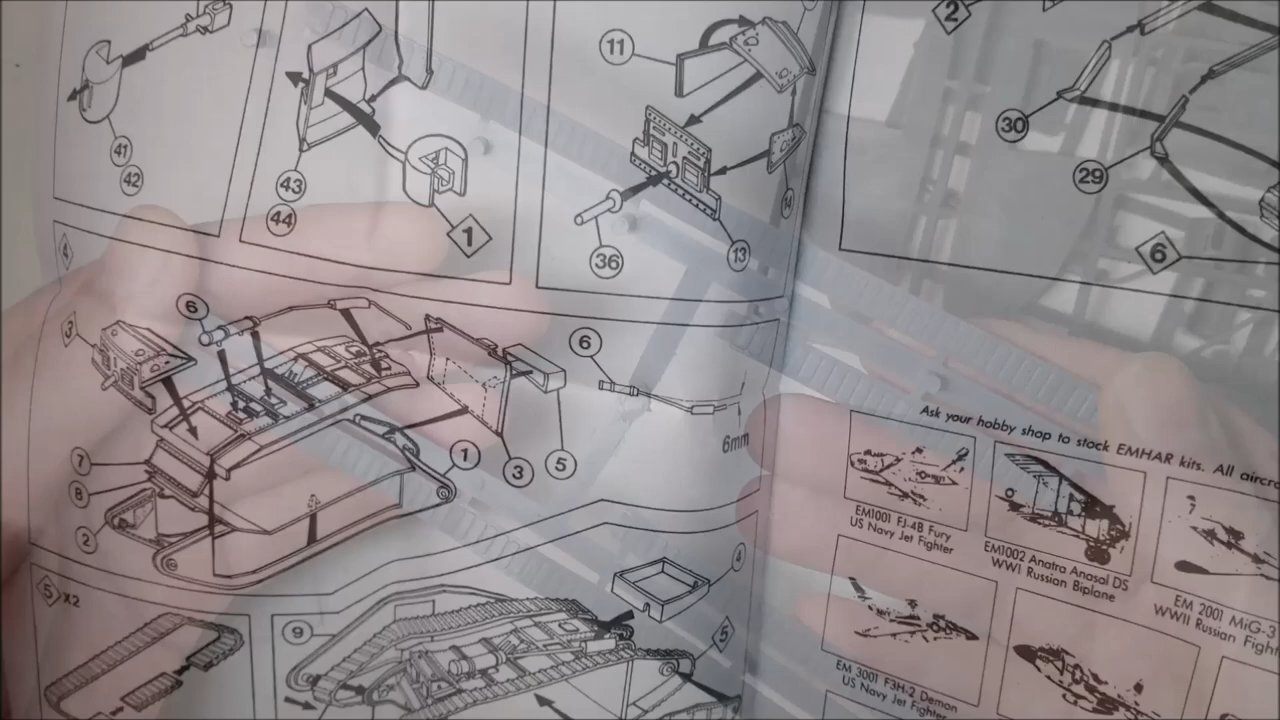 41
42
43
44
1
11
36
13
14
2
30
29
6
4
3
6
7
8
2
1
3
5
6
6mm
5 X2
9
4
5
Ask your hobby shop to stock EMHAR kits. All
EM1001 FJ-4B Fury
US Navy Jet Fighter
EM1002 Anatra Anasal DS
WWI Russian Biplane
EM 2001 MiG-3
WWII Russian
EM 3001 F3H-2 Demon
US Navy Jet Fighter